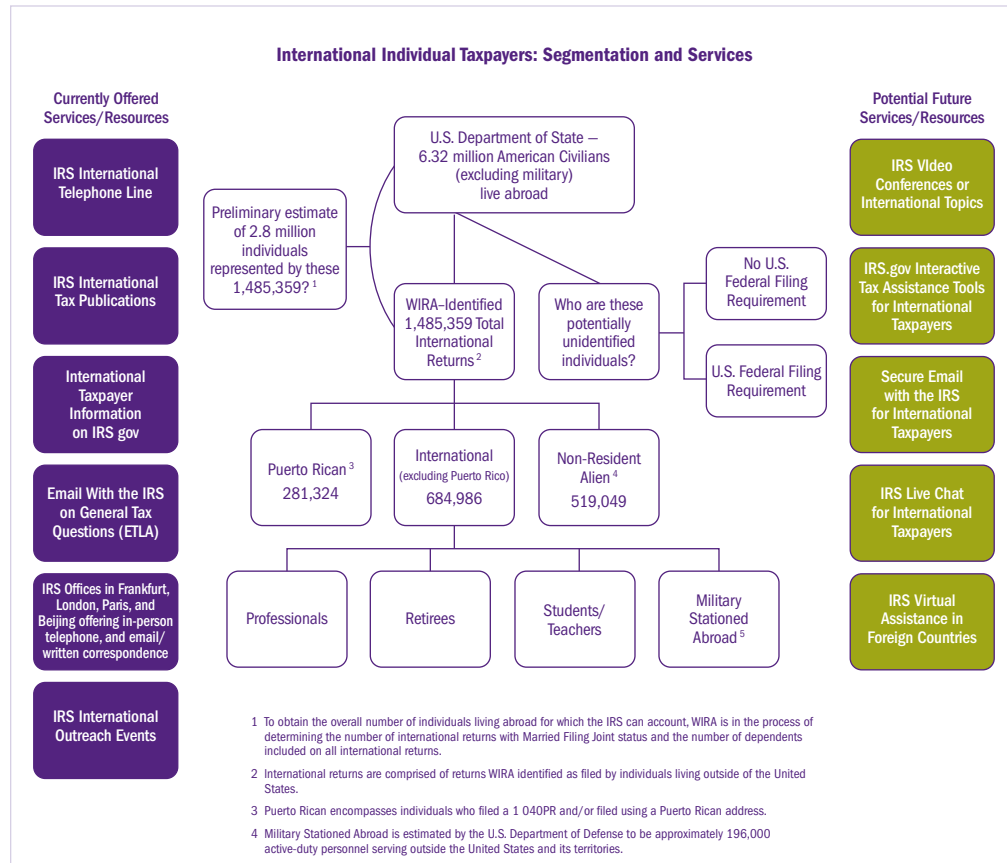 International Individual Taxpayers: Segmentation and Services
Currently Offered
Services/Resources
IRS International
Telephone Line
IRS International
Tax Publications
International
Taxpayer
Information
on IRS gov
Email With the IRS
on General Tax
Questions (ETLA)
IRS Offices in Frankfurt,
London, Paris, and
Beijing offering in-person
telephone, and email/
written correspondence
IRS International
Outreach Events
U.S. Department of State —
6.32 million American Civilians
(excluding military)
live abroad
Preliminary estimate
of 2.8 million
individuals
represented by these
1,485,359? 1
WIRA–Identified
1,485,359 Total
International
Returns 2
Who are these
potentially
unidentified
individuals?
No U.S.
Federal Filing
Requirement
U.S. Federal Filing
Requirement
Puerto Rican 3
281,324
International
(excluding Puerto Rico)
684,986
Non-Resident
Alien 4
519,049
Professionals
Retirees
Students/
Teachers
Military
Stationed
Abroad 5
Potential Future
Services/Resources
IRS VIdeo
Conferences or
International Topics
IRS.gov Interactive
Tax Assistance Tools
for International
Taxpayers
Secure Email
with the IRS
for International
Taxpayers
IRS Live Chat
for International
Taxpayers
IRS Virtual
Assistance in
Foreign Countries
1 To obtain the overall number of individuals living abroad for which the IRS can account, WIRA is in the process of
determining the number of international returns with Married Filing Joint status and the number of dependents
included on all international returns.
2 International returns are comprised of returns WIRA identified as filed by individuals living outside of the United
States.
3 Puerto Rican encompasses individuals who filed a 1 040PR and/or filed using a Puerto Rican address.
4 Military Stationed Abroad is estimated by the U.S. Department of Defense to be approximately 196,000
active-duty personnel serving outside the United States and its territories.